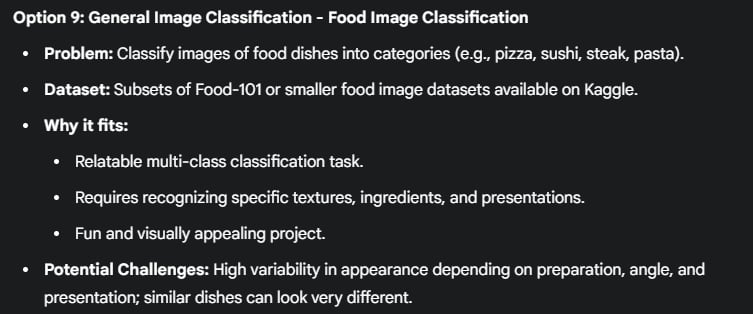 Option 9: General Image Classification - Food Image Classification
• Problem: Classify images of food dishes into categories (e.g., pizza, sushi, steak, pasta).
• Dataset: Subsets of Food-101 or smaller food image datasets available on Kaggle.
• Why it fits:
• Relatable multi-class classification task.
• Requires recognizing specific textures, ingredients, and presentations.
• Fun and visually appealing project.
• Potential Challenges: High variability in appearance depending on preparation, angle, and
presentation; similar dishes can look very different.